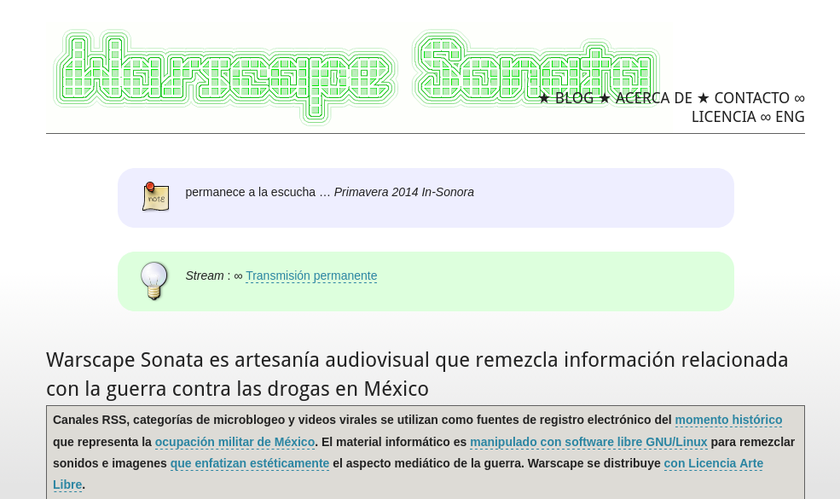 Warscape Sonata
★ BLOG ★ ACERCA DE ★ CONTACTO ∞
LICENCIA ∞ ENG
note
permanece a la escucha … Primavera 2014 In-Sonora
Stream : ∞ Transmisión permanente
Warscape Sonata es artesanía audiovisual que remezcla información relacionada
con la guerra contra las drogas en México
Canales RSS, categorías de microblogeo y videos virales se utilizan como fuentes de registro electrónico del momento histórico
que representa la ocupación militar de México. El material informático es manipulado con software libre GNU/Linux para remezclar
sonidos e imagenes que enfatizan estéticamente el aspecto mediático de la guerra. Warscape se distribuye con Licencia Arte
Libre.